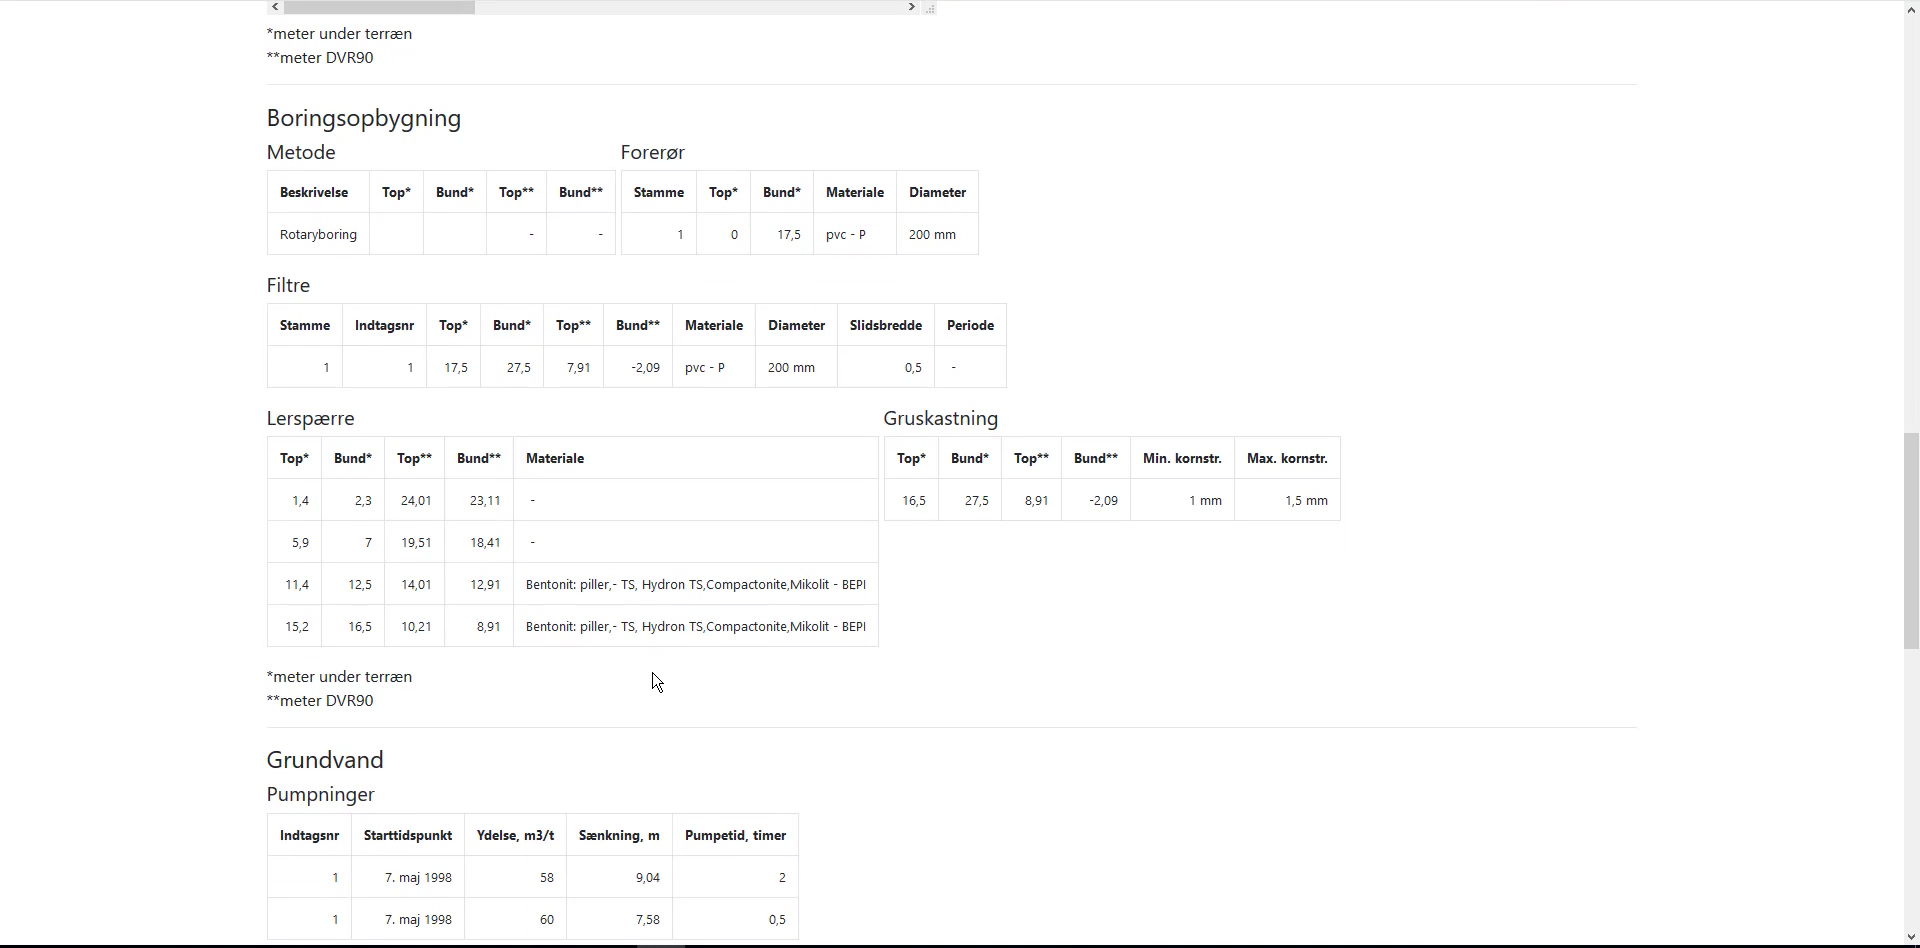 *meter under terræn
**meter DVR90
Boringsopbygning
Metode
Beskrivelse Top* Bund* Top** Bund**
Rotaryboring - -
Forerør
Stamme Top* Bund* Materiale Diameter
1 0 17,5 pvc - P 200 mm
Filtre
Stamme Indtagsnr Top* Bund* Top** Bund** Materiale Diameter Slidsbredde Periode
1 1 17,5 27,5 7,91 -2,09 pvc - P 200 mm 0,5 -
Lerspærre
Top* Bund* Top** Bund** Materiale
1,4 2,3 24,01 23,11 -
5,9 7 19,51 18,41 -
11,4 12,5 14,01 12,91 Bentonit: piller,- TS, Hydron TS,Compactonite,Mikolit - BEPI
15,2 16,5 10,21 8,91 Bentonit: piller,- TS, Hydron TS,Compactonite,Mikolit - BEPI
Gruskastning
Top* Bund* Top** Bund** Min. kornstr. Max. kornstr.
16,5 27,5 8,91 -2,09 1 mm 1,5 mm
*meter under terræn
**meter DVR90
Grundvand
Pumpninger
Indtagsnr Starttidspunkt Ydelse, m3/t Sænkning, m Pumpetid, timer
1 7. maj 1998 58 9,04 2
1 7. maj 1998 60 7,58 0,5